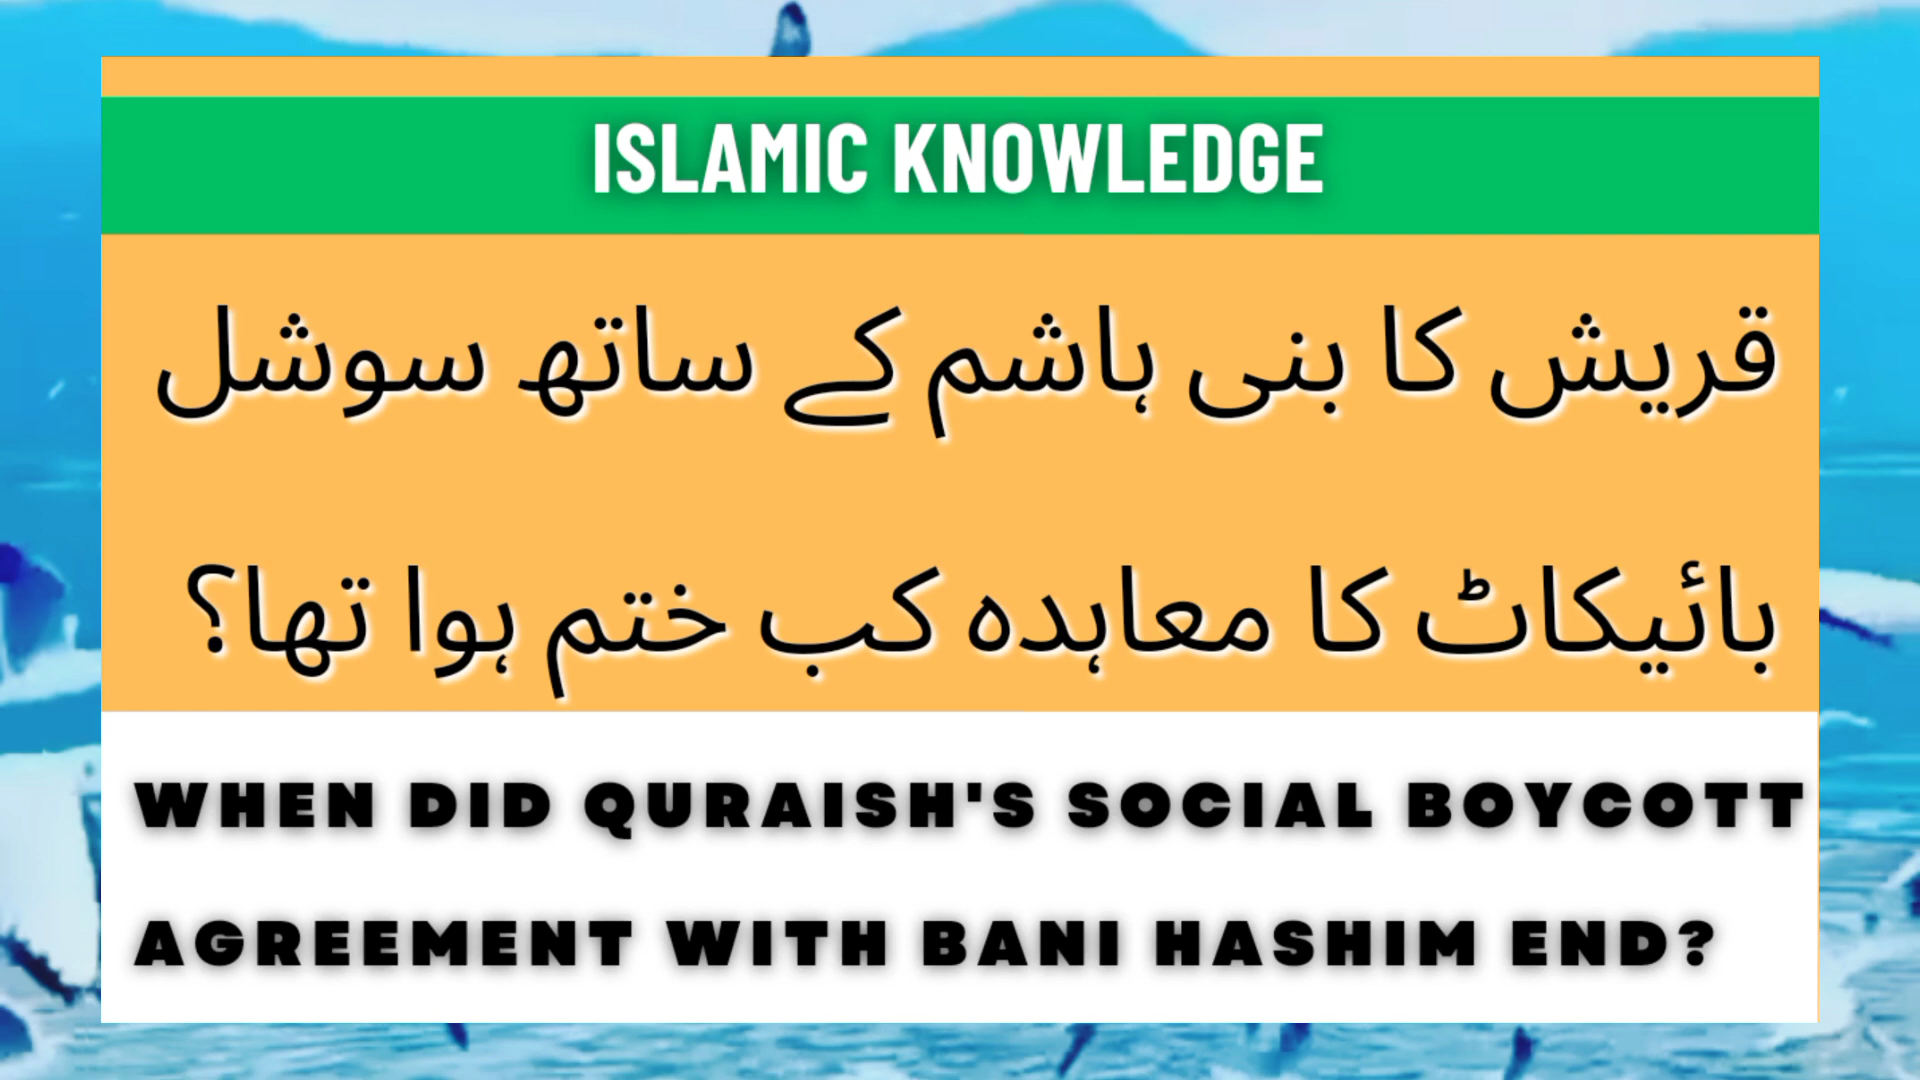 ISLAMIC KNOWLEDGE
قریش کا بنی ہاشم کے ساتھ سوشل
بائیکاٹ کا معاہدہ کب ختم ہوا تھا؟
WHEN DID QURAISH'S SOCIAL BOYCOTT
AGREEMENT WITH BANI HASHIM END?